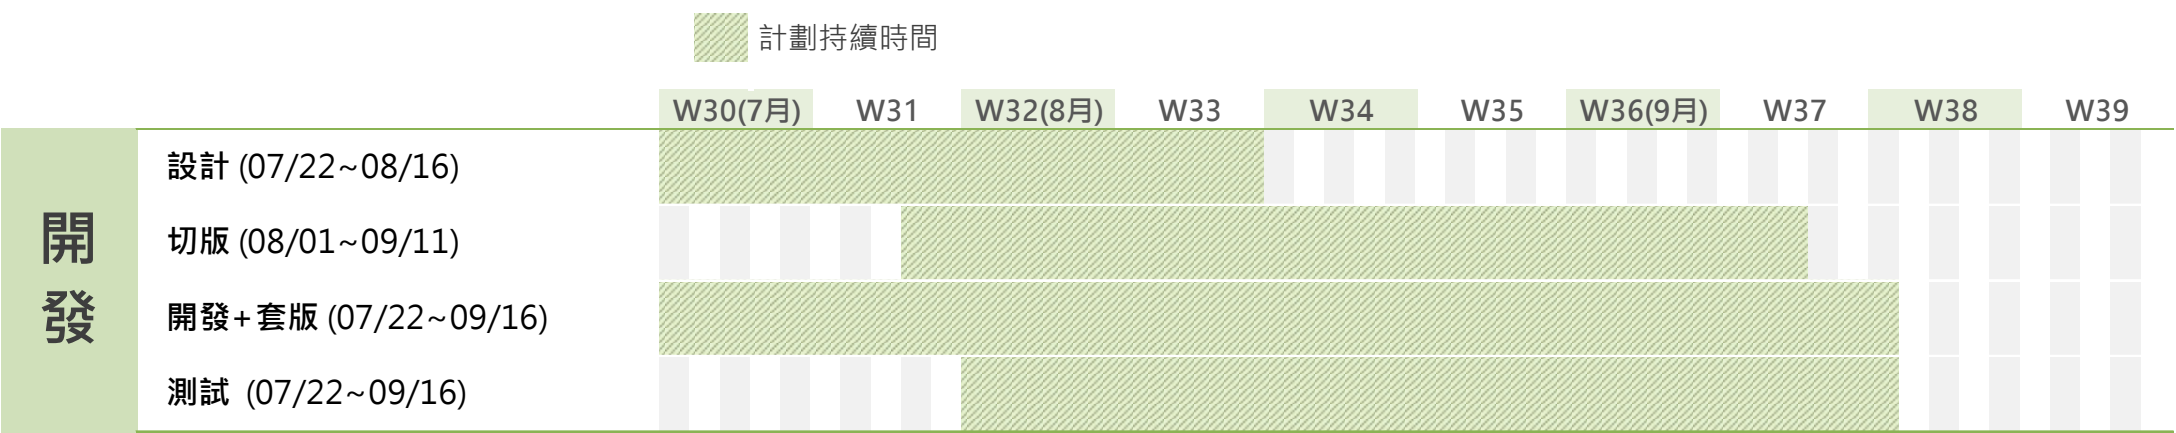 計劃持續時間
W30(7月) W31 W32(8月) W33 W34 W35 W36(9月) W37 W38 W39
開發
設計 (07/22~08/16)
切版 (08/01~09/11)
開發+套版 (07/22~09/16)
測試 (07/22~09/16)